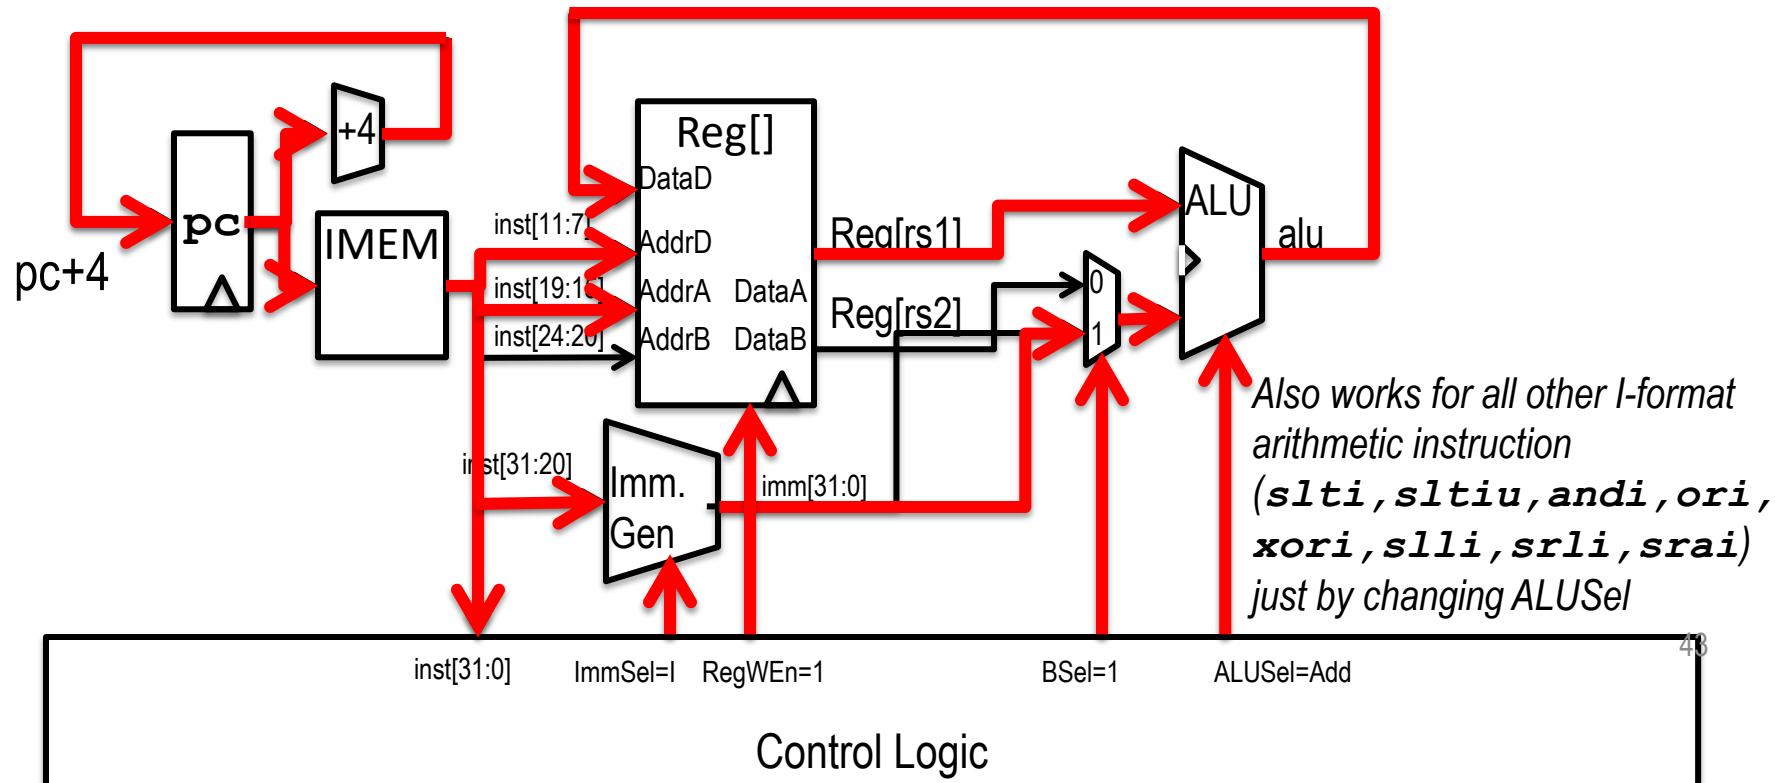 +4
Reg[]
DataD
ALU
pc
IMEM
inst[11:7]
AddrD
Reg[rs1]
alu
pc+4
inst[19:15]
AddrA
DataA
0
Reg[rs2]
inst[24:20]
AddrB
DataB
1
Also works for all other I-format
arithmetic instruction
(slti,sltiu,andi,ori,
xori,slli,srli,srai)
just by changing ALUSel
inst[31:20]
Imm.
Gen
imm[31:0]
43
inst[31:0]
ImmSel=I
RegWEn=1
BSel=1
ALUSel=Add
Control Logic